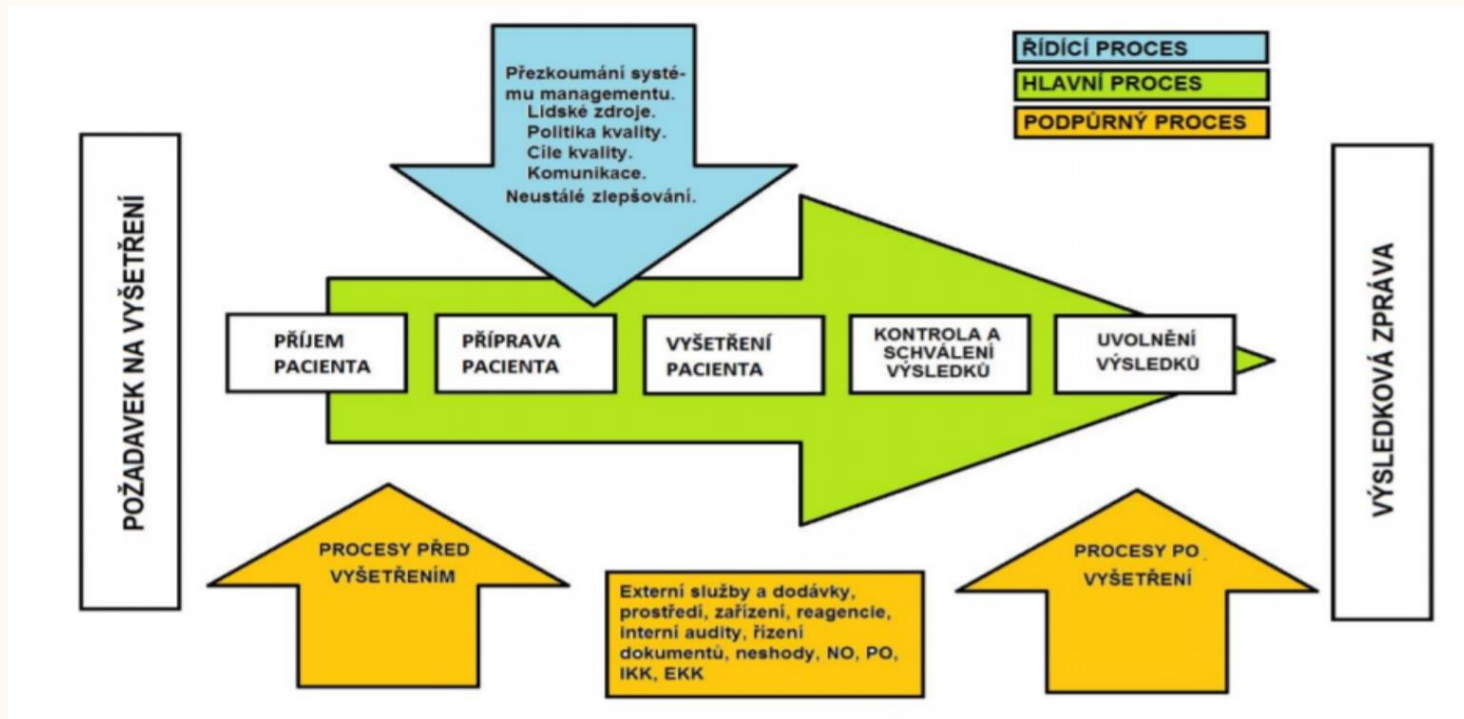 Přezkoumání systé-
mu managementu.
Lidské zdroje.
Politika kvality.
Cíle kvality.
Komunikace.
Neustálé zlepšování.
ŘÍDÍCÍ PROCES
HLAVNÍ PROCES
PODPŮRNÝ PROCES
POŽADAVEK NA VYŠETŘENÍ
PŘÍJEM
PACIENTA
PŘÍPRAVA
PACIENTA
VYŠETŘENÍ
PACIENTA
KONTROLA A
SCHVÁLENÍ
VÝSLEDKŮ
UVOLNĚNÍ
VÝSLEDKŮ
VÝSLEDKOVÁ ZPRÁVA
PROCESY PŘED
VYŠETŘENÍM
Externí služby a dodávky,
prostředí, zařízení, reagencie,
interní audity, řízení
dokumentů, neshody, NO, PO,
IKK, EKK
PROCESY PO
VYŠETŘENÍ